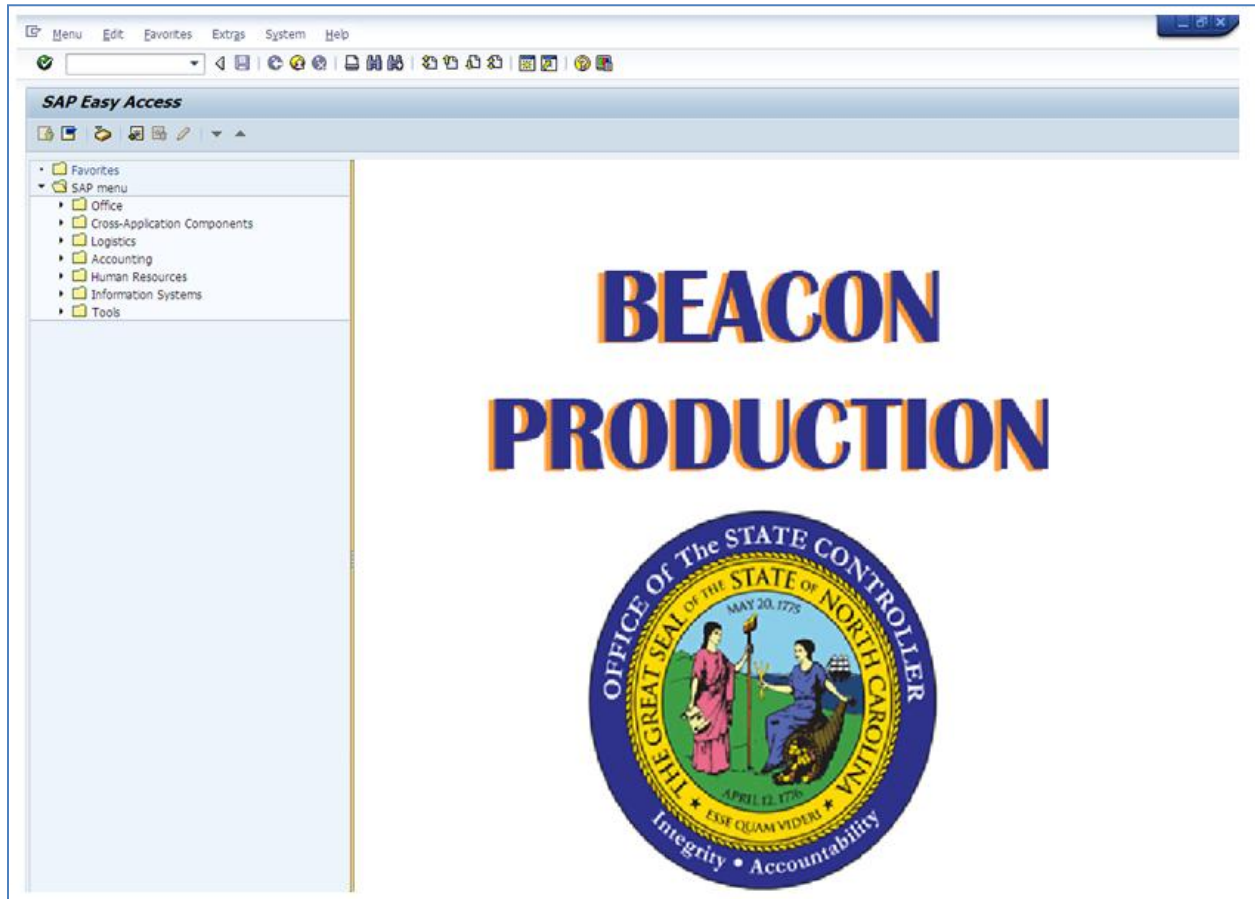 Menu Edit Favorites Extras System Help
SAP Easy Access
Favorites
SAP menu
Office
Cross-Application Components
Logistics
Accounting
Human Resources
Information Systems
Tools
BEACON
PRODUCTION
OFFICE Of The STATE CONTROLLER
THE GREAT SEAL OF THE STATE OF NORTH CAROLINA
MAY 20, 1775
APRIL 12, 1776
★ ESSE QUAM VIDERI ★
Integrity • Accountability